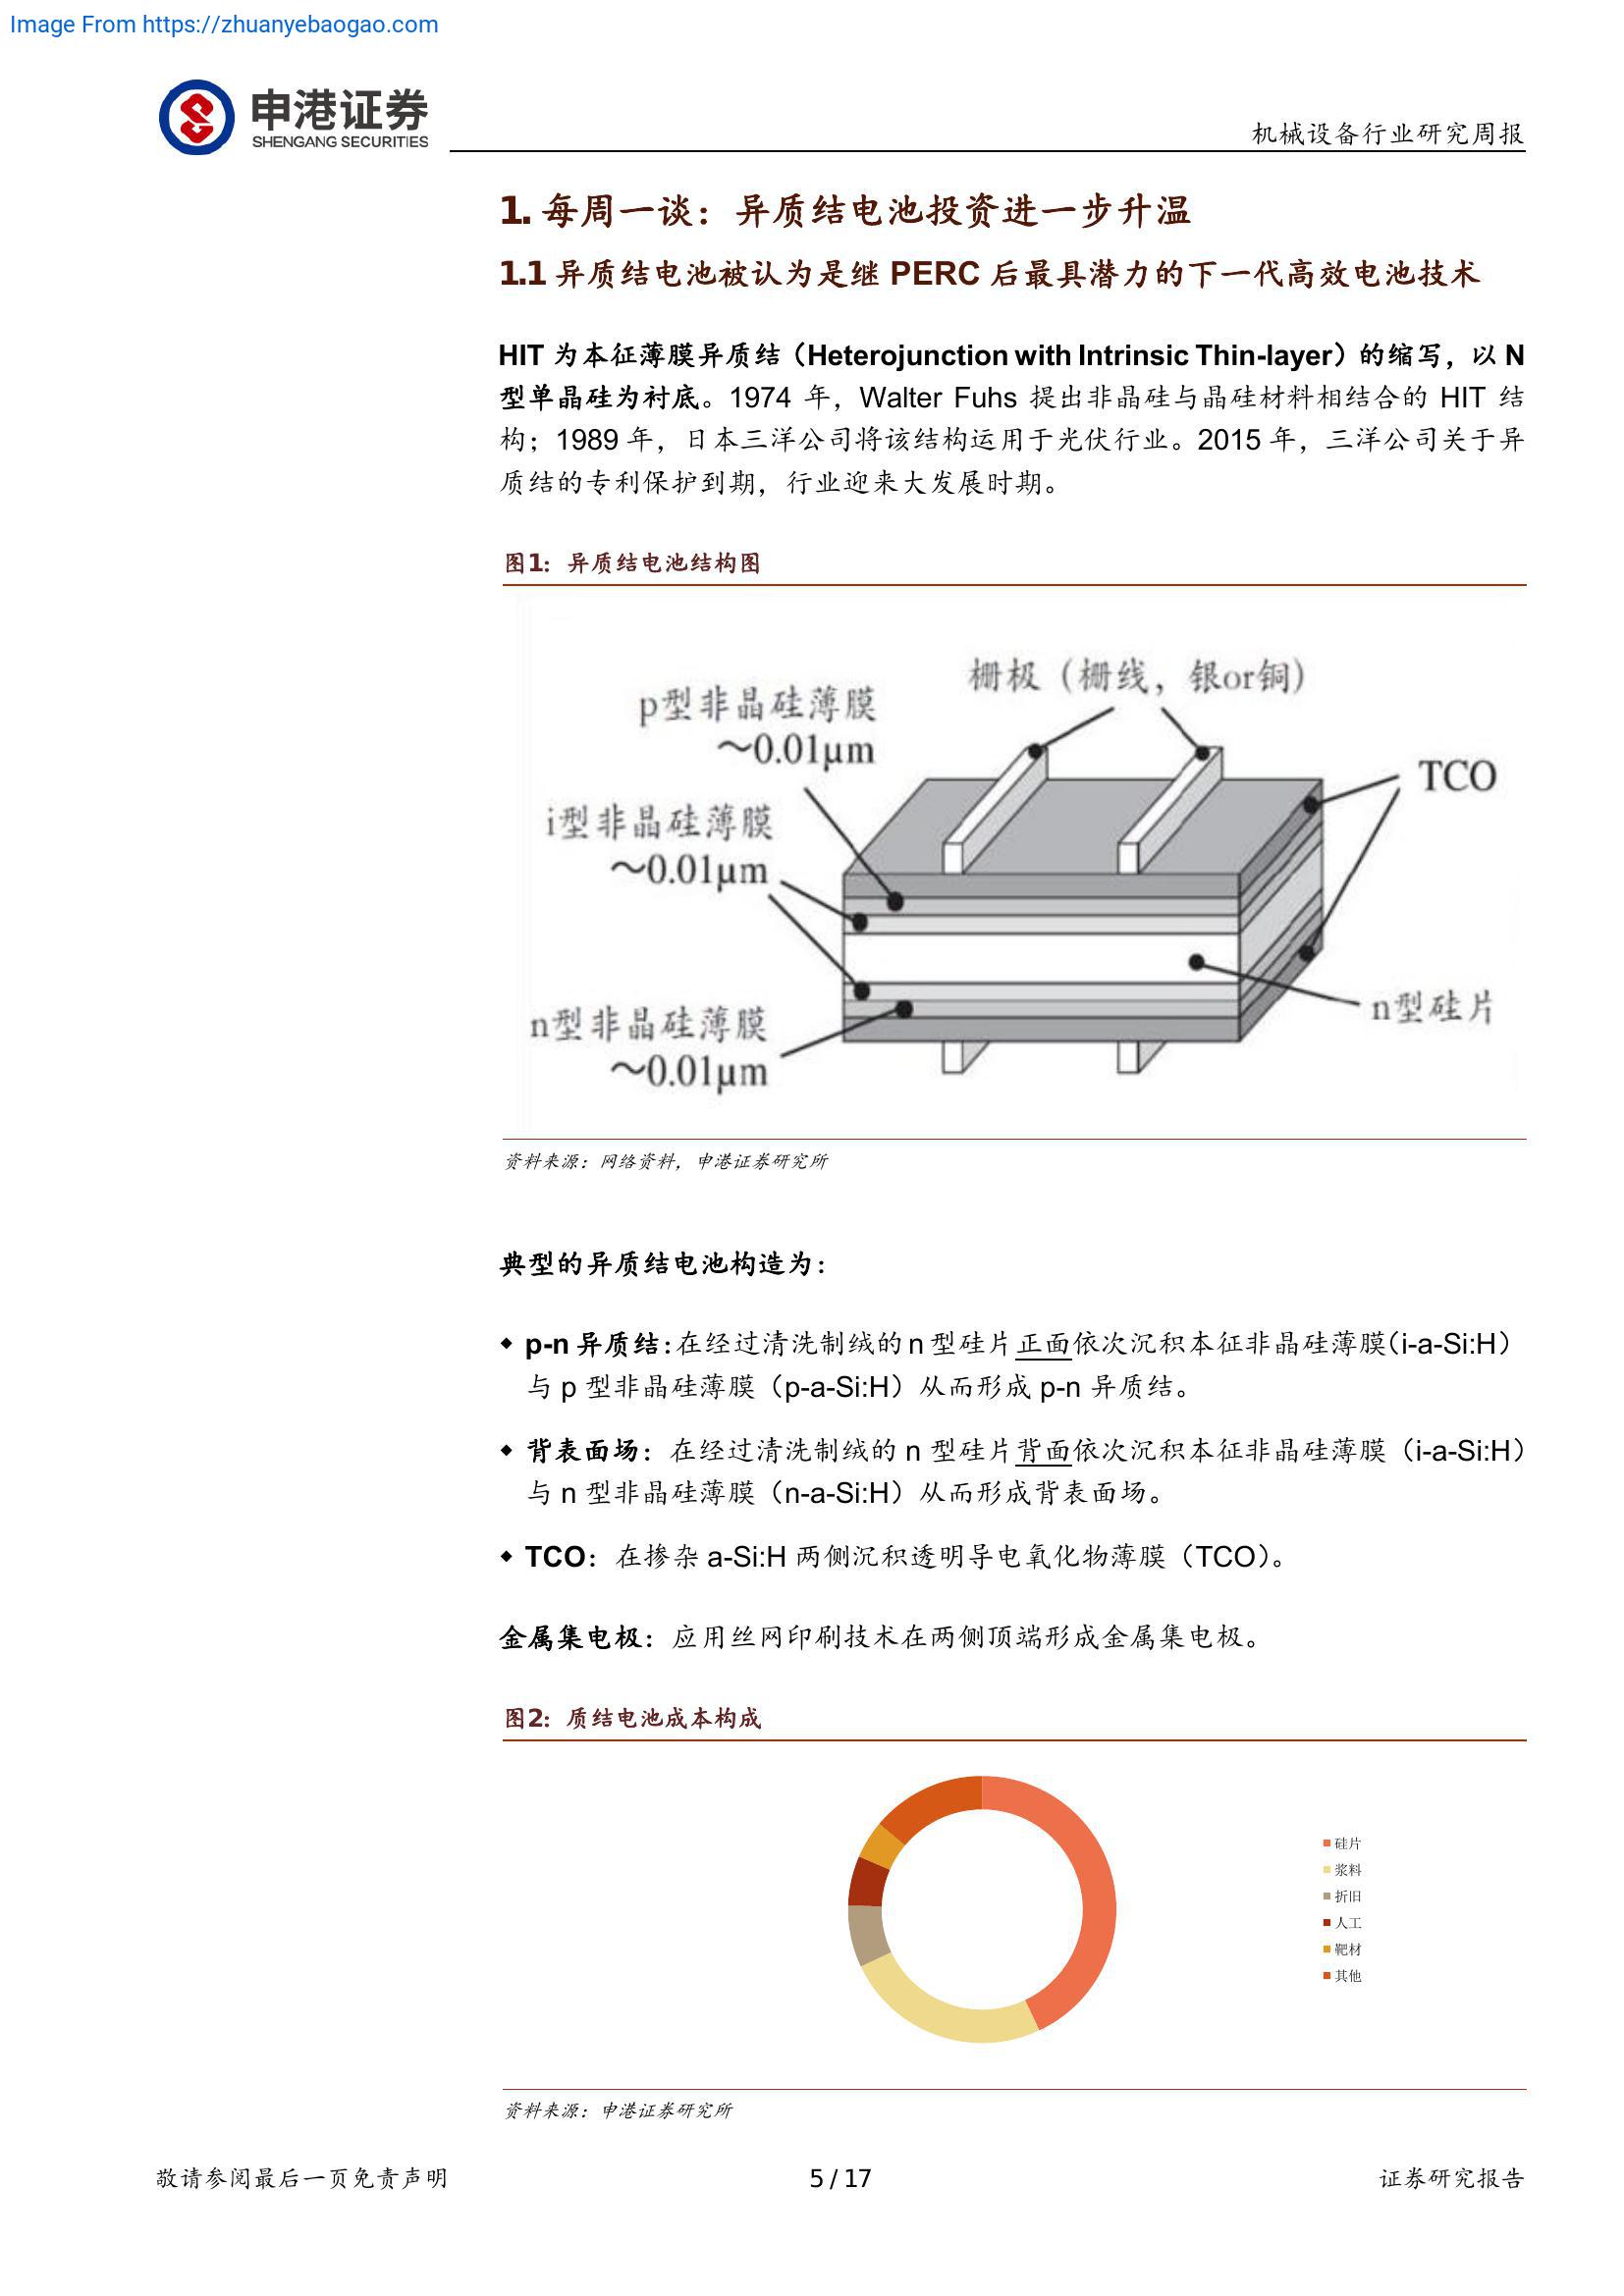 Image From https://zhuanyebaogao.com
申港证券
SHENGANG SECURITIES
机械设备行业研究周报
1. 每周一谈：异质结电池投资进一步升温
1.1 异质结电池被认为是继 PERC 后最具潜力的下一代高效电池技术
HIT 为本征薄膜异质结（Heterojunction with Intrinsic Thin-layer）的缩写，以 N
型单晶硅为衬底。1974 年，Walter Fuhs 提出非晶硅与晶硅材料相结合的 HIT 结
构；1989 年，日本三洋公司将该结构运用于光伏行业。2015 年，三洋公司关于异
质结的专利保护到期，行业迎来大发展时期。
图1：异质结电池结构图
栅极（栅线，银or铜）
p型非晶硅薄膜
～0.01μm
TCO
i型非晶硅薄膜
～0.01μm
n型硅片
n型非晶硅薄膜
～0.01μm
资料来源：网络资料，申港证券研究所
典型的异质结电池构造为：
◆ p-n 异质结：在经过清洗制绒的 n 型硅片正面依次沉积本征非晶硅薄膜（i-a-Si:H）
与 p 型非晶硅薄膜（p-a-Si:H）从而形成 p-n 异质结。
◆ 背表面场：在经过清洗制绒的 n 型硅片背面依次沉积本征非晶硅薄膜（i-a-Si:H）
与 n 型非晶硅薄膜（n-a-Si:H）从而形成背表面场。
◆ TCO：在掺杂 a-Si:H 两侧沉积透明导电氧化物薄膜（TCO）。
金属集电极：应用丝网印刷技术在两侧顶端形成金属集电极。
图2：质结电池成本构成
硅片
浆料
折旧
人工
靶材
其他
资料来源：申港证券研究所
敬请参阅最后一页免责声明
5 / 17
证券研究报告